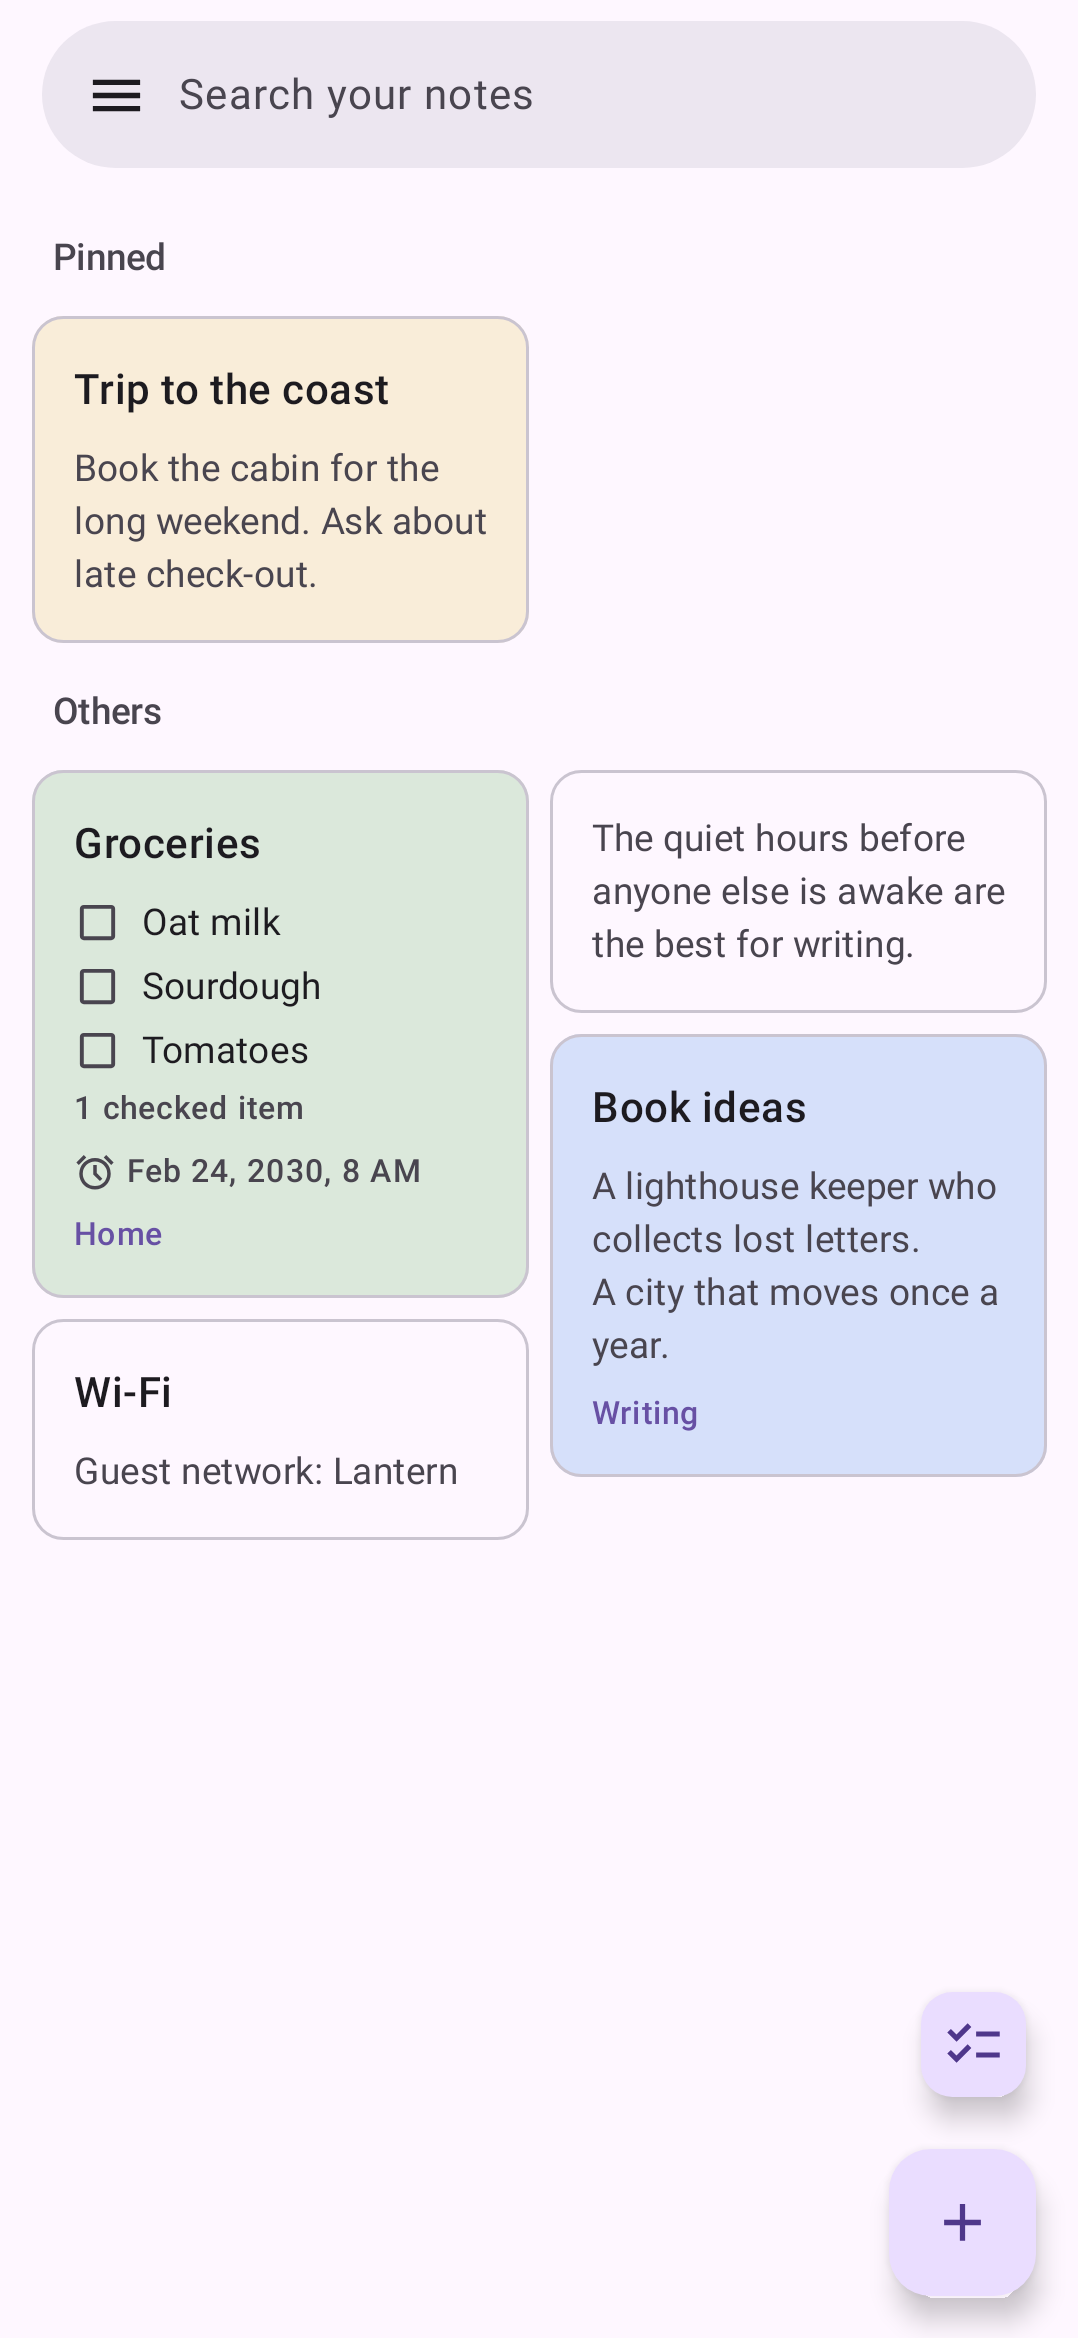 Search your notes
Pinned
Trip to the coast
Book the cabin for the
long weekend. Ask about
late check-out.
Others
Groceries
Oat milk
Sourdough
Tomatoes
1 checked item
Feb 24, 2030, 8 AM
Home
The quiet hours before
anyone else is awake are
the best for writing.
Book ideas
A lighthouse keeper who
collects lost letters.
A city that moves once a
year.
Writing
Wi-Fi
Guest network: Lantern